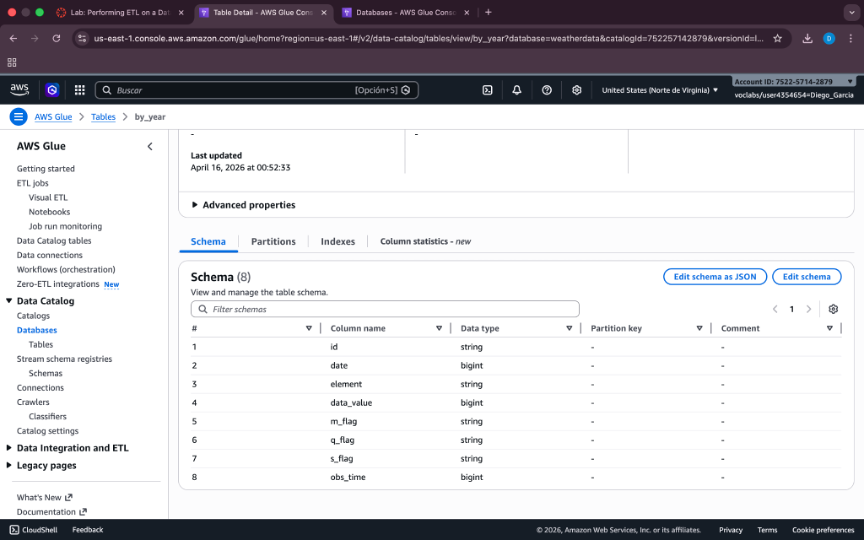 Lab: Performing ETL on a Dat
Table Detail - AWS Glue Cons
Databases - AWS Glue Consol
us-east-1.console.aws.amazon.com/glue/home?region=us-east-1#/v2/data-catalog/tables/view/by_year?database=weatherdata&catalogId=752257142879&versionId=l...
aws
Buscar
[Opción+S]
United States (Norte de Virginia)
Account ID: 7522-5714-2879
voclabs/user4354654=Diego_Garcia
AWS Glue > Tables > by_year
AWS Glue
Getting started
ETL jobs
Visual ETL
Notebooks
Job run monitoring
Data Catalog tables
Data connections
Workflows (orchestration)
Zero-ETL integrations New
Data Catalog
Catalogs
Databases
Tables
Stream schema registries
Schemas
Connections
Crawlers
Classifiers
Catalog settings
Data Integration and ETL
Legacy pages
What's New
Documentation
- -
Last updated
April 16, 2026 at 00:52:33
Advanced properties
Schema Partitions Indexes Column statistics - new
Schema (8)
Edit schema as JSON Edit schema
View and manage the table schema.
Filter schemas
< 1 >
# Column name Data type Partition key Comment
1 id string - -
2 date bigint - -
3 element string - -
4 data_value bigint - -
5 m_flag string - -
6 q_flag string - -
7 s_flag string - -
8 obs_time bigint - -
CloudShell Feedback © 2026, Amazon Web Services, Inc. or its affiliates. Privacy Terms Cookie preferences